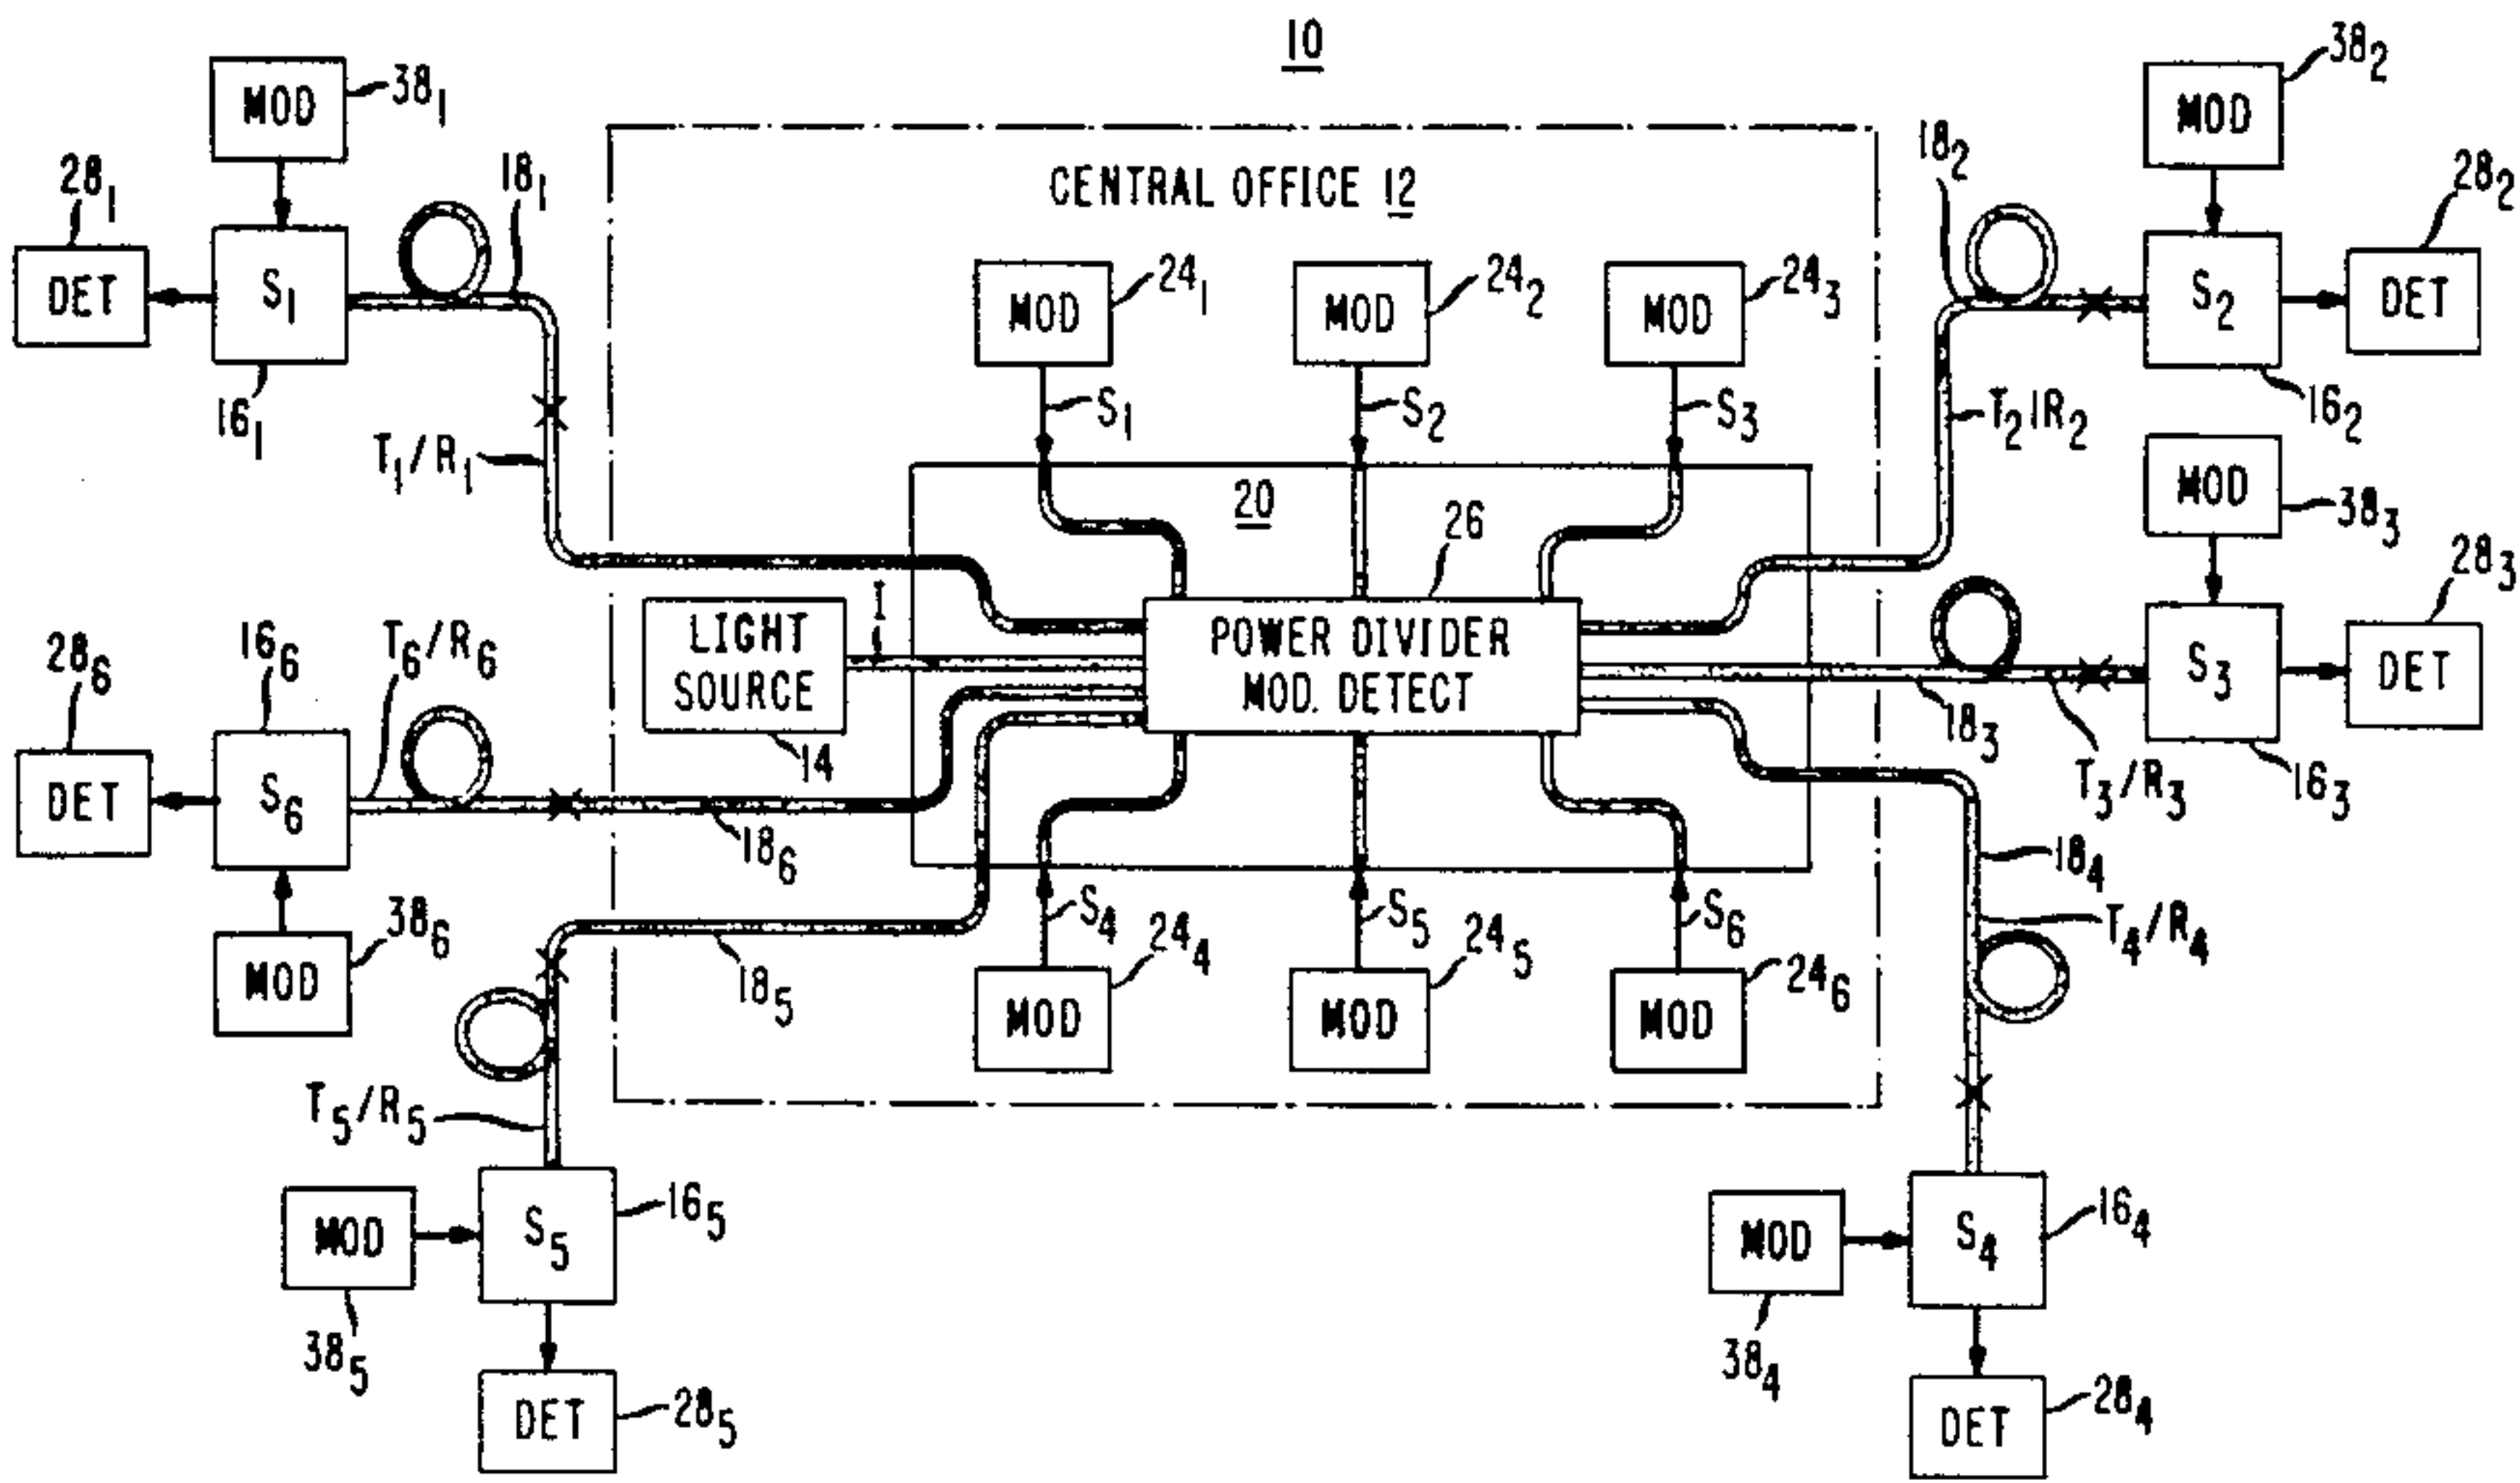 10
MOD
38₁
38₂
MOD
28₁
18₁
CENTRAL OFFICE 12
18₂
28₂
DET
S₁
MOD
24₁
MOD
24₂
MOD
24₃
S₂
DET
16₁
S₁
S₂
S₃
T₂/R₂
16₂
T₁/R₁
20
26
MOD
38₃
28₃
28₆
16₆
T₆/R₆
I
LIGHT
SOURCE
14
POWER DIVIDER
MOD. DETECT
18₃
T₃/R₃
S₃
DET
16₃
DET
S₆
18₆
18₄
38₆
MOD
18₅
S₄
S₅
S₆
T₄/R₄
24₄
24₅
24₆
MOD
MOD
MOD
T₅/R₅
MOD
S₅
16₅
MOD
S₄
16₄
38₅
38₄
DET
28₅
DET
28₄